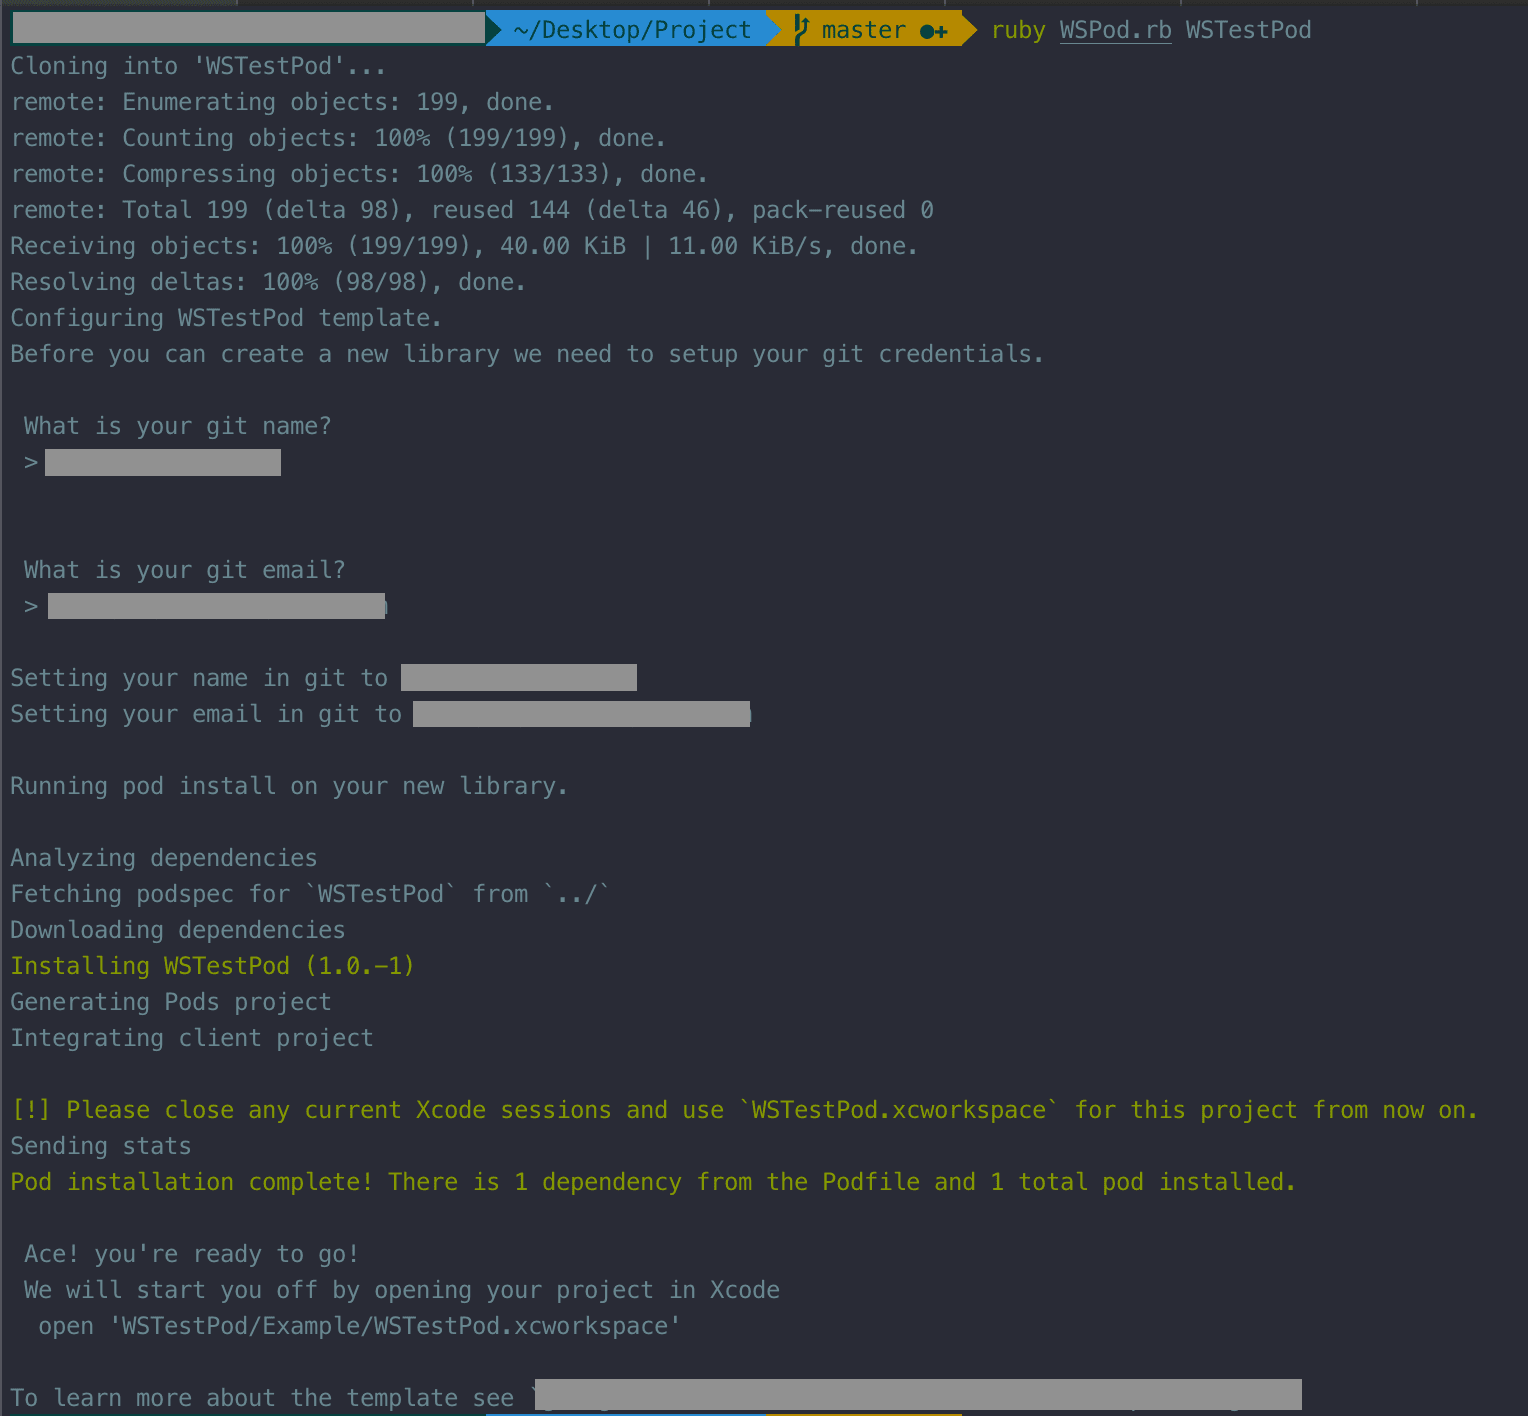 ~/Desktop/Project master ●+ ruby WSPod.rb WSTestPod
Cloning into 'WSTestPod'...
remote: Enumerating objects: 199, done.
remote: Counting objects: 100% (199/199), done.
remote: Compressing objects: 100% (133/133), done.
remote: Total 199 (delta 98), reused 144 (delta 46), pack-reused 0
Receiving objects: 100% (199/199), 40.00 KiB | 11.00 KiB/s, done.
Resolving deltas: 100% (98/98), done.
Configuring WSTestPod template.
Before you can create a new library we need to setup your git credentials.
What is your git name?
>
What is your git email?
>
Setting your name in git to
Setting your email in git to
Running pod install on your new library.
Analyzing dependencies
Fetching podspec for `WSTestPod` from `../`
Downloading dependencies
Installing WSTestPod (1.0.-1)
Generating Pods project
Integrating client project
[!] Please close any current Xcode sessions and use `WSTestPod.xcworkspace` for this project from now on.
Sending stats
Pod installation complete! There is 1 dependency from the Podfile and 1 total pod installed.
Ace! you're ready to go!
We will start you off by opening your project in Xcode
open 'WSTestPod/Example/WSTestPod.xcworkspace'
To learn more about the template see `